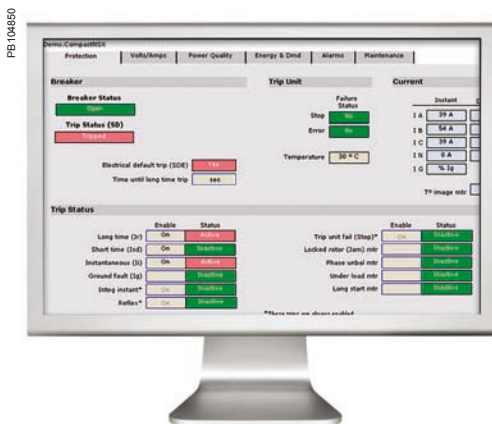 PB104850
Demo.CompactNSX
Protection Volts/Amps Power Quality Energy & Dmd Alarms Maintenance
Breaker
Breaker Status
Open
Trip Status (SD)
Tripped
Electrical default trip (SDE) Yes
Time until long time trip sec
Trip Unit
Failure
Status
Stop No
Error No
Temperature 30 ° C
Current
Instant
I A 39 A
I B 54 A
I C 39 A
I N 0 A
I G % Ig
T° image mtr
Trip Status
Enable Status
Long time (Ir) On Active
Short time (Isd) On Inactive
Instantaneous (Ii) On Active
Ground fault (Ig) Inactive
Integ instant* On Inactive
Reflex* On Inactive
Enable Status
Trip unit fail (Stop)* On Inactive
Locked rotor (Jam) mtr Inactive
Phase unbal mtr Inactive
Under load mtr Inactive
Long start mtr Inactive
*These trips are always enabled